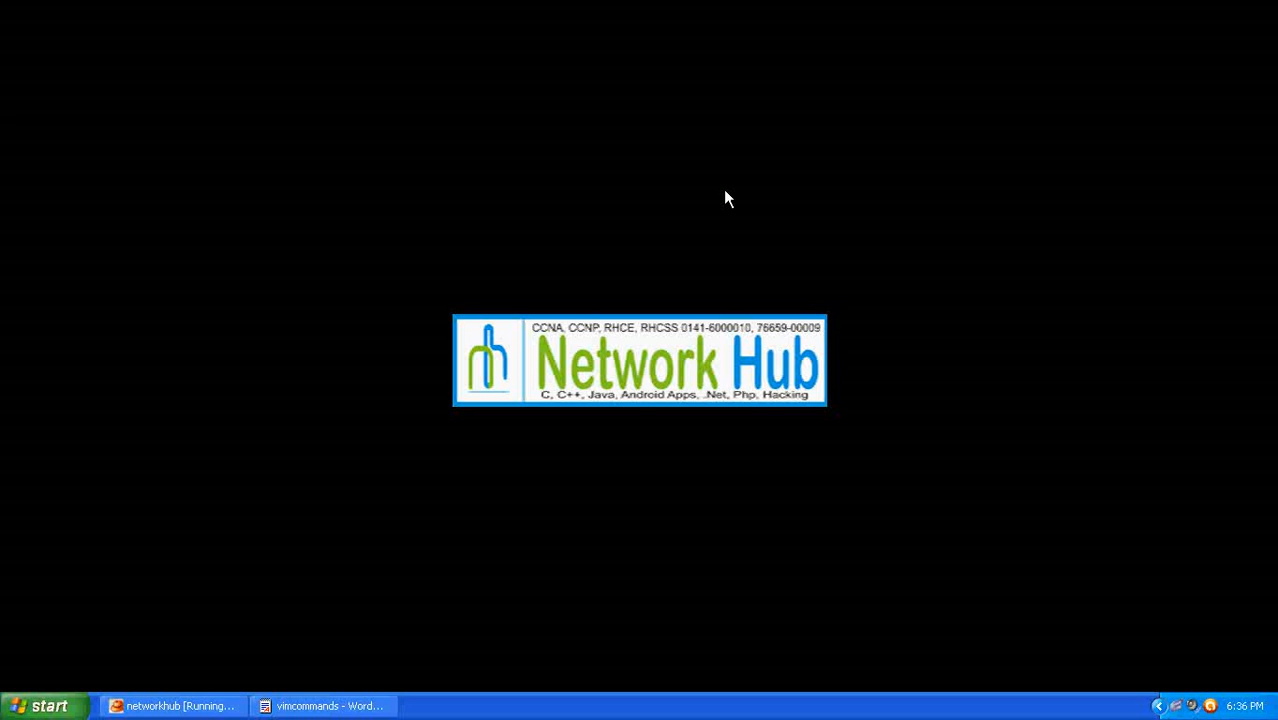 CCNA, CCNP, RHCE, RHCSS 0141-6000010, 76659-00009
Network Hub
C, C++, Java, Android Apps, .Net, Php, Hacking
start
networkhub [Running...
vimcommands - Word...
6:36 PM